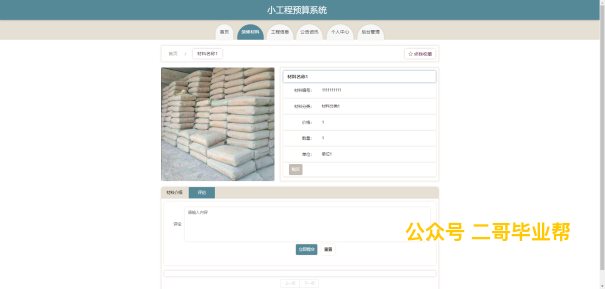 小工程预算系统
首页
装修材料
工程信息
公告资讯
个人中心
后台管理
首页
材料名称1
点我收藏
材料名称1
材料编号: 1111111111
材料分类: 材料分类1
价格: 1
数量: 1
单位: 单位1
购买
材料介绍
评论
评论
请输入内容
立即提交
重置
公众号 二哥毕业帮
上一页
下一页